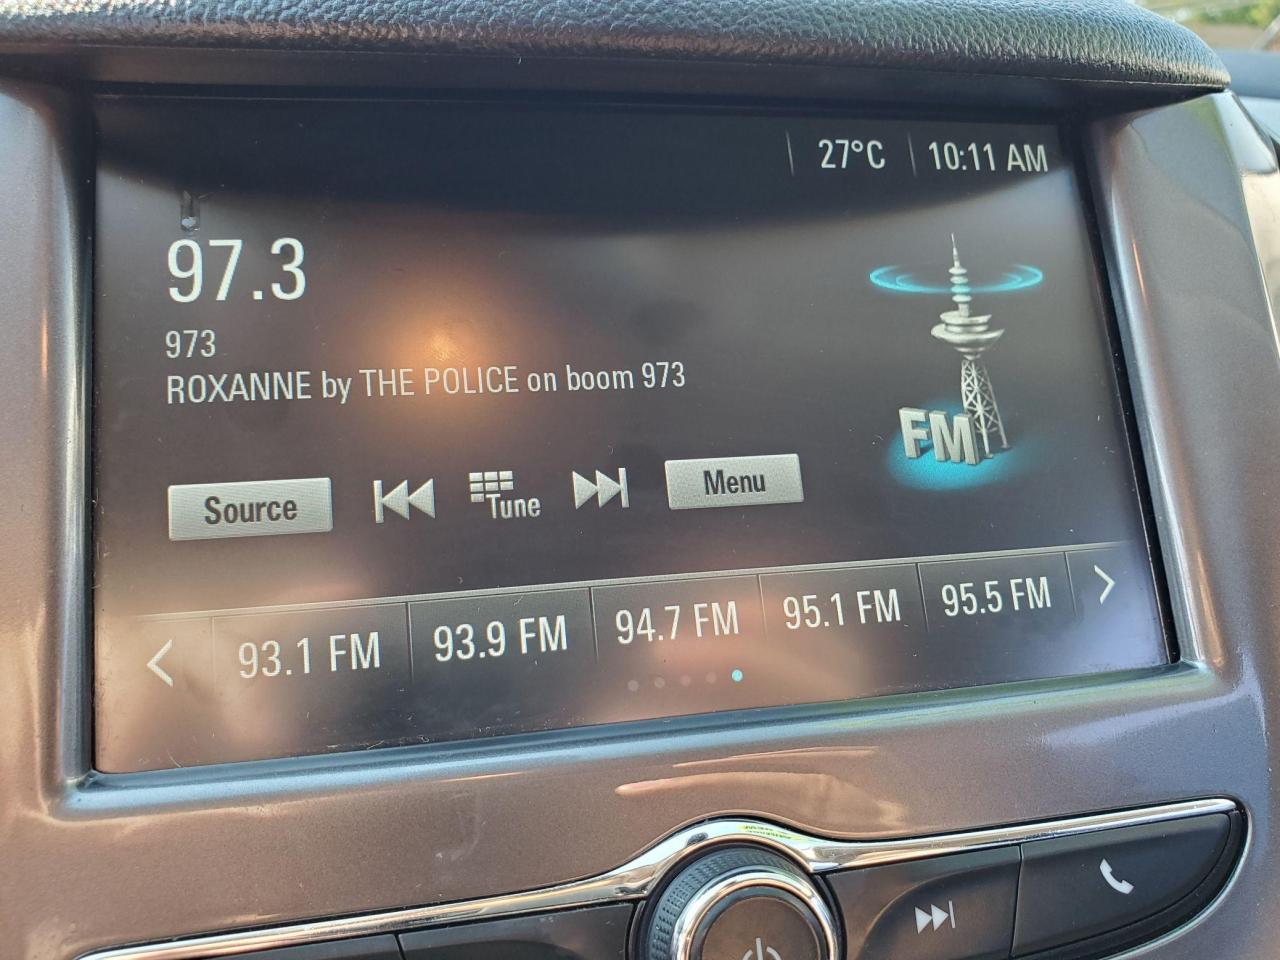 27°C 10:11 AM
97.3
973
ROXANNE by THE POLICE on boom 973
FM
Source Tune Menu
93.1 FM 93.9 FM 94.7 FM 95.1 FM 95.5 FM